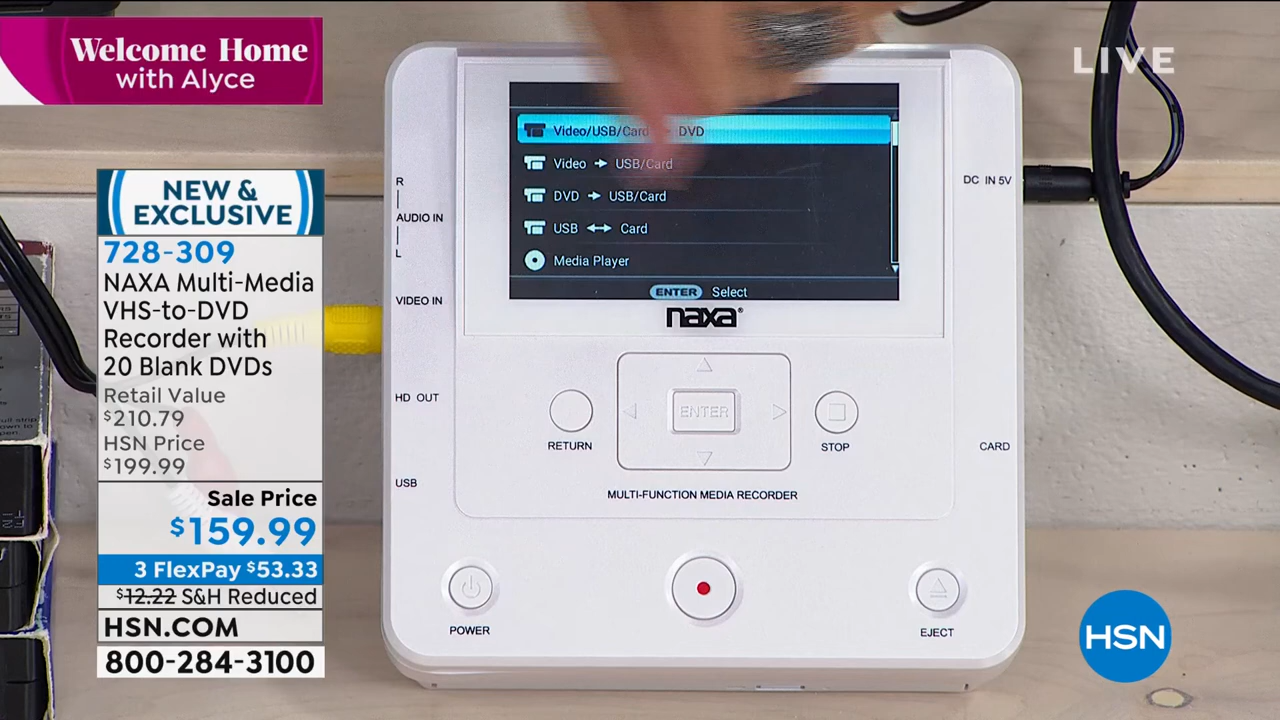 Welcome Home
with Alyce
LIVE
NEW &
EXCLUSIVE
728-309
NAXA Multi-Media
VHS-to-DVD
Recorder with
20 Blank DVDs
Retail Value
$210.79
HSN Price
$199.99
Sale Price
$159.99
3 FlexPay $53.33
$12.22 S&H Reduced
HSN.COM
800-284-3100
Video/USB/Card DVD
Video → USB/Card
DVD → USB/Card
USB ↔ Card
Media Player
ENTER Select
naxa®
R
AUDIO IN
L
VIDEO IN
HD OUT
USB
DC IN 5V
CARD
RETURN
ENTER
STOP
MULTI-FUNCTION MEDIA RECORDER
POWER
EJECT
HSN